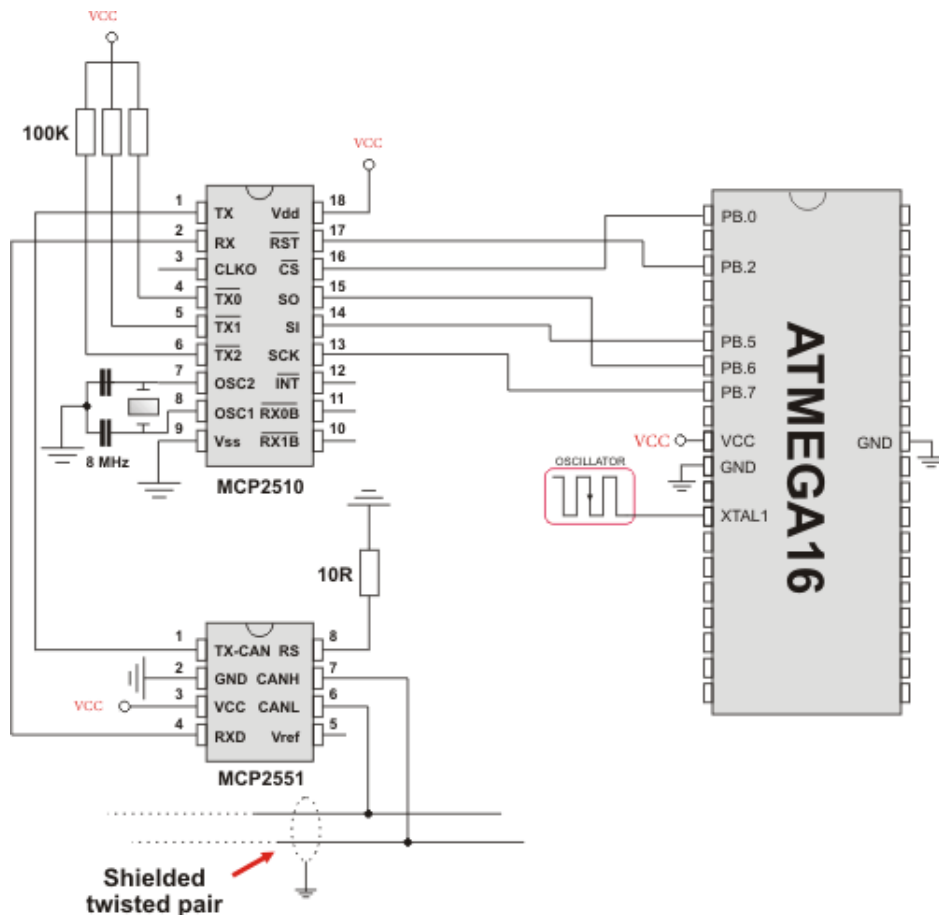 VCC
100K
VCC
1 TX Vdd 18
2 RX RST 17
3 CLKO CS 16
4 TX0 SO 15
5 TX1 SI 14
6 TX2 SCK 13
7 OSC2 INT 12
8 OSC1 RX0B 11
9 Vss RX1B 10
8 MHz
MCP2510
PB.0
PB.2
PB.5
PB.6
PB.7
VCC VCC
GND
GND
OSCILLATOR
XTAL1
ATMEGA16
10R
1 TX-CAN RS 8
2 GND CANH 7
VCC 3 VCC CANL 6
4 RXD Vref 5
MCP2551
Shielded
twisted pair